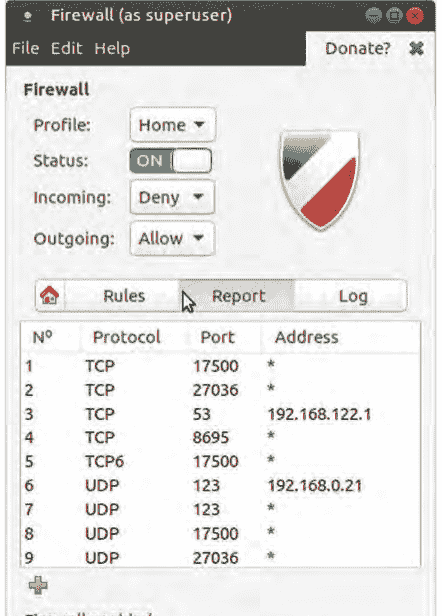 Firewall (as superuser)
File Edit Help Donate? ✖
Firewall
Profile: Home
Status: ON
Incoming: Deny
Outgoing: Allow
Rules Report Log
Nº Protocol Port Address
1 TCP 17500 *
2 TCP 27036 *
3 TCP 53 192.168.122.1
4 TCP 8695 *
5 TCP6 17500 *
6 UDP 123 192.168.0.21
7 UDP 123 *
8 UDP 17500 *
9 UDP 27036 *